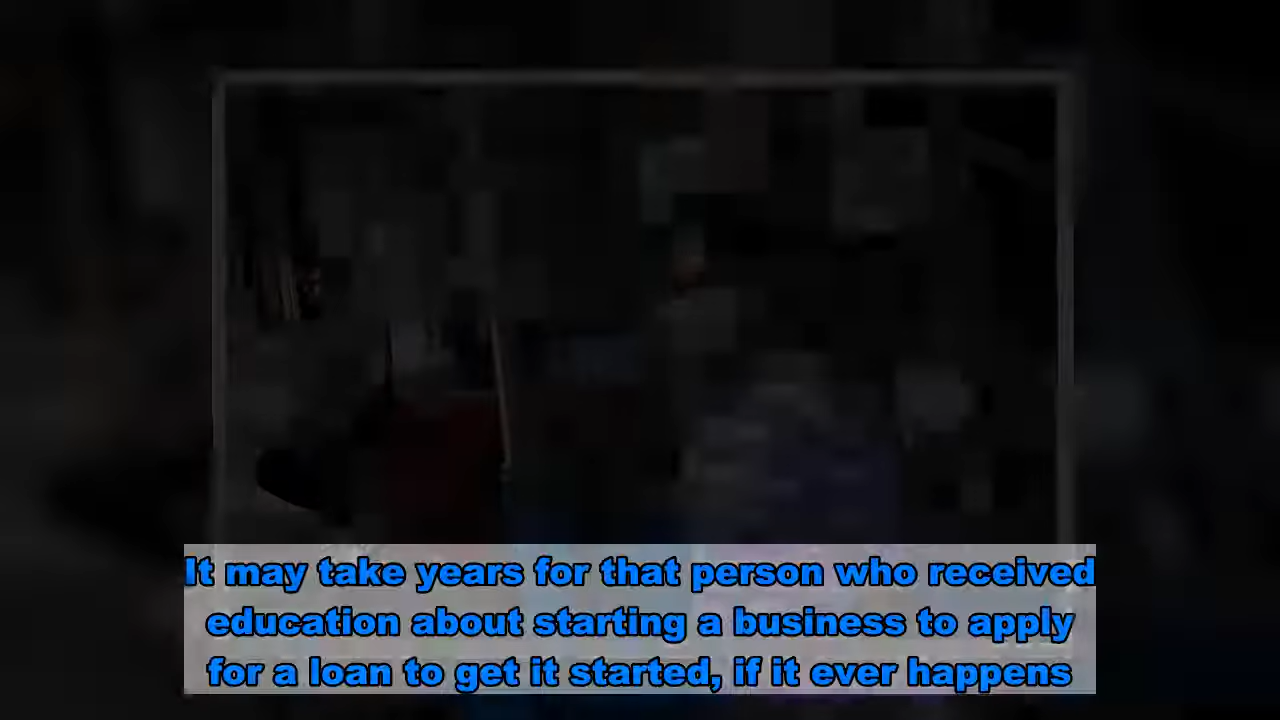 It may take years for that person who received
education about starting a business to apply
for a loan to get it started, if it ever happens